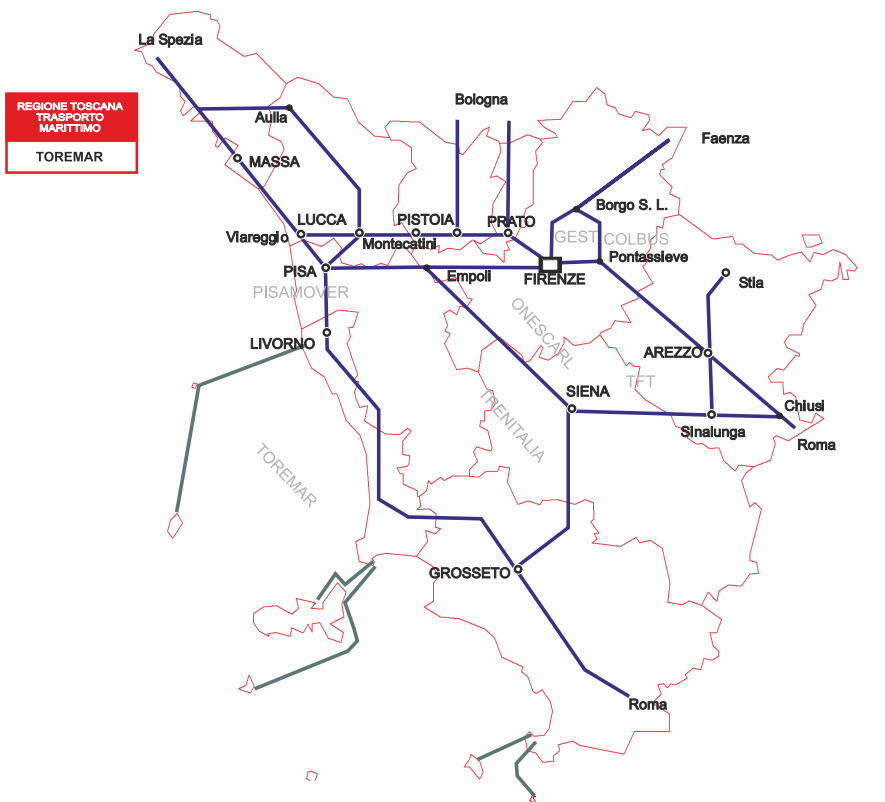 La Spezia
REGIONE TOSCANA
TRASPORTO
MARITTIMO
TOREMAR
Aulla
Bologna
Faenza
MASSA
Borgo S. L.
LUCCA
PISTOIA
PRATO
Viareggio
Montecatini
GEST
COLBUS
Pontassieve
PISA
Empoli
FIRENZE
Stia
PISAMOVER
ONESCARL
LIVORNO
AREZZO
TFT
SIENA
TRENITALIA
Chiusi
Sinalunga
Roma
TOREMAR
GROSSETO
Roma